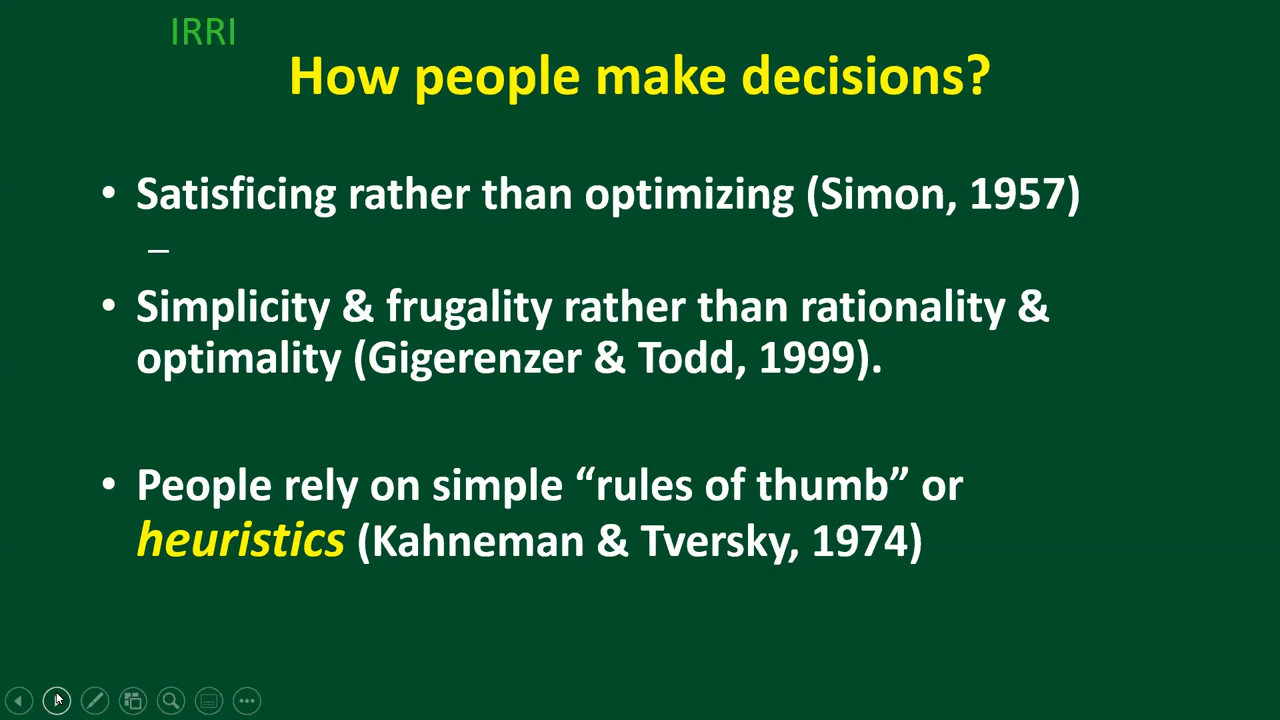 IRRI
How people make decisions?
• Satisficing rather than optimizing (Simon, 1957)
–
• Simplicity & frugality rather than rationality &
optimality (Gigerenzer & Todd, 1999).
• People rely on simple “rules of thumb” or
heuristics (Kahneman & Tversky, 1974)